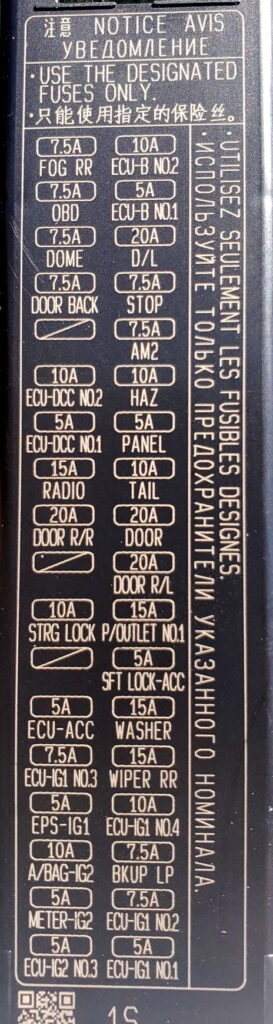 注意 NOTICE AVIS
УВЕДОМЛЕНИЕ
·USE THE DESIGNATED
FUSES ONLY.
·只能使用指定的保险丝。
7.5A 10A
FOG RR ECU-B NO.2
7.5A 5A
OBD ECU-B NO.1
7.5A 20A
DOME D/L
7.5A 7.5A
DOOR BACK STOP
7.5A
AM2
10A 10A
ECU-DCC NO.2 HAZ
5A 5A
ECU-DCC NO.1 PANEL
15A 10A
RADIO TAIL
20A 20A
DOOR R/R DOOR
20A
DOOR R/L
10A 15A
STRG LOCK P/OUTLET NO.1
5A
SFT LOCK-ACC
5A 15A
ECU-ACC WASHER
7.5A 15A
ECU-IG1 NO.3 WIPER RR
5A 10A
EPS-IG1 ECU-IG1 NO.4
10A 7.5A
A/BAG-IG2 BKUP LP
5A 7.5A
METER-IG2 ECU-IG1 NO.2
5A 5A
ECU-IG2 NO.3 ECU-IG1 NO.1
·UTILISEZ SEULEMENT LES FUSIBLES DESIGNES.
·ИСПОЛЬЗУЙТЕ ТОЛЬКО ПРЕДОХРАНИТЕЛИ УКАЗАННОГО НОМИНАЛА.
1S